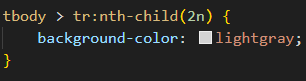 tbody > tr:nth-child(2n) {
    background-color: lightgray;
}